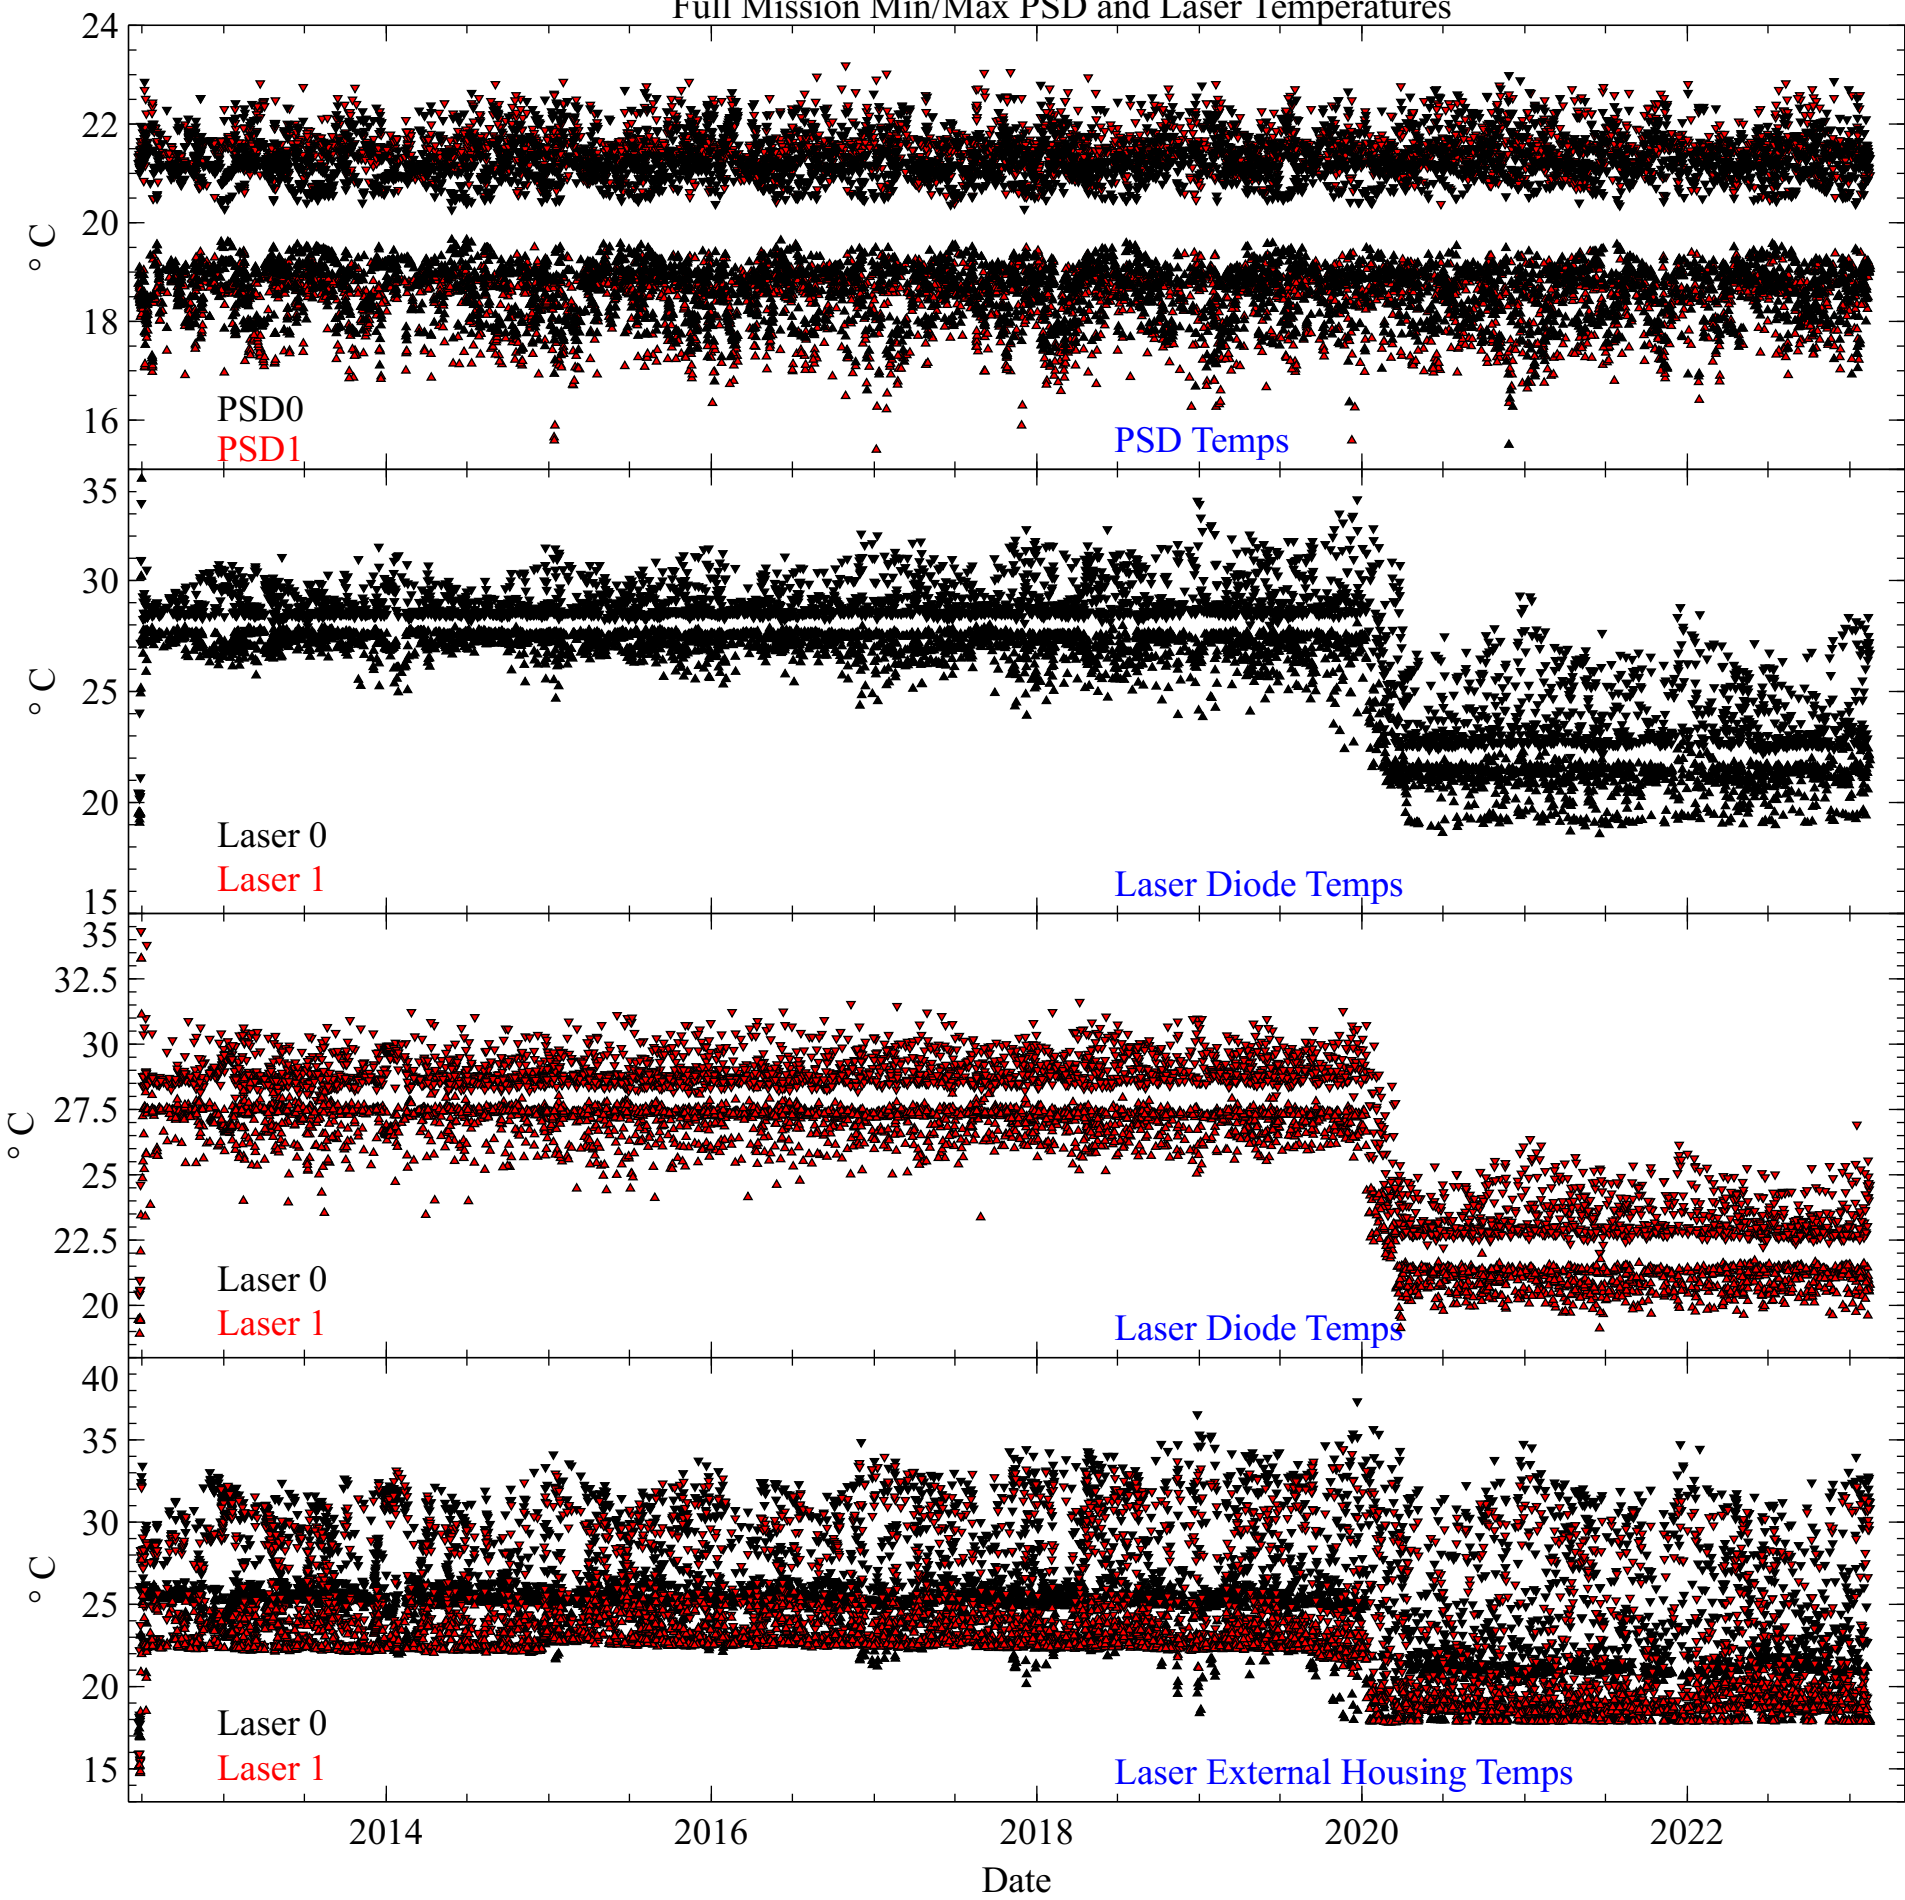 Full Mission Min/Max PSD and Laser Temperatures
24
22
20
18
16
° C
PSD0
PSD1
PSD Temps
35
30
25
20
15
° C
Laser 0
Laser 1
Laser Diode Temps
35
32.5
30
27.5
25
22.5
20
° C
Laser 0
Laser 1
Laser Diode Temps
40
35
30
25
20
15
° C
Laser 0
Laser 1
Laser External Housing Temps
2014 2016 2018 2020 2022
Date